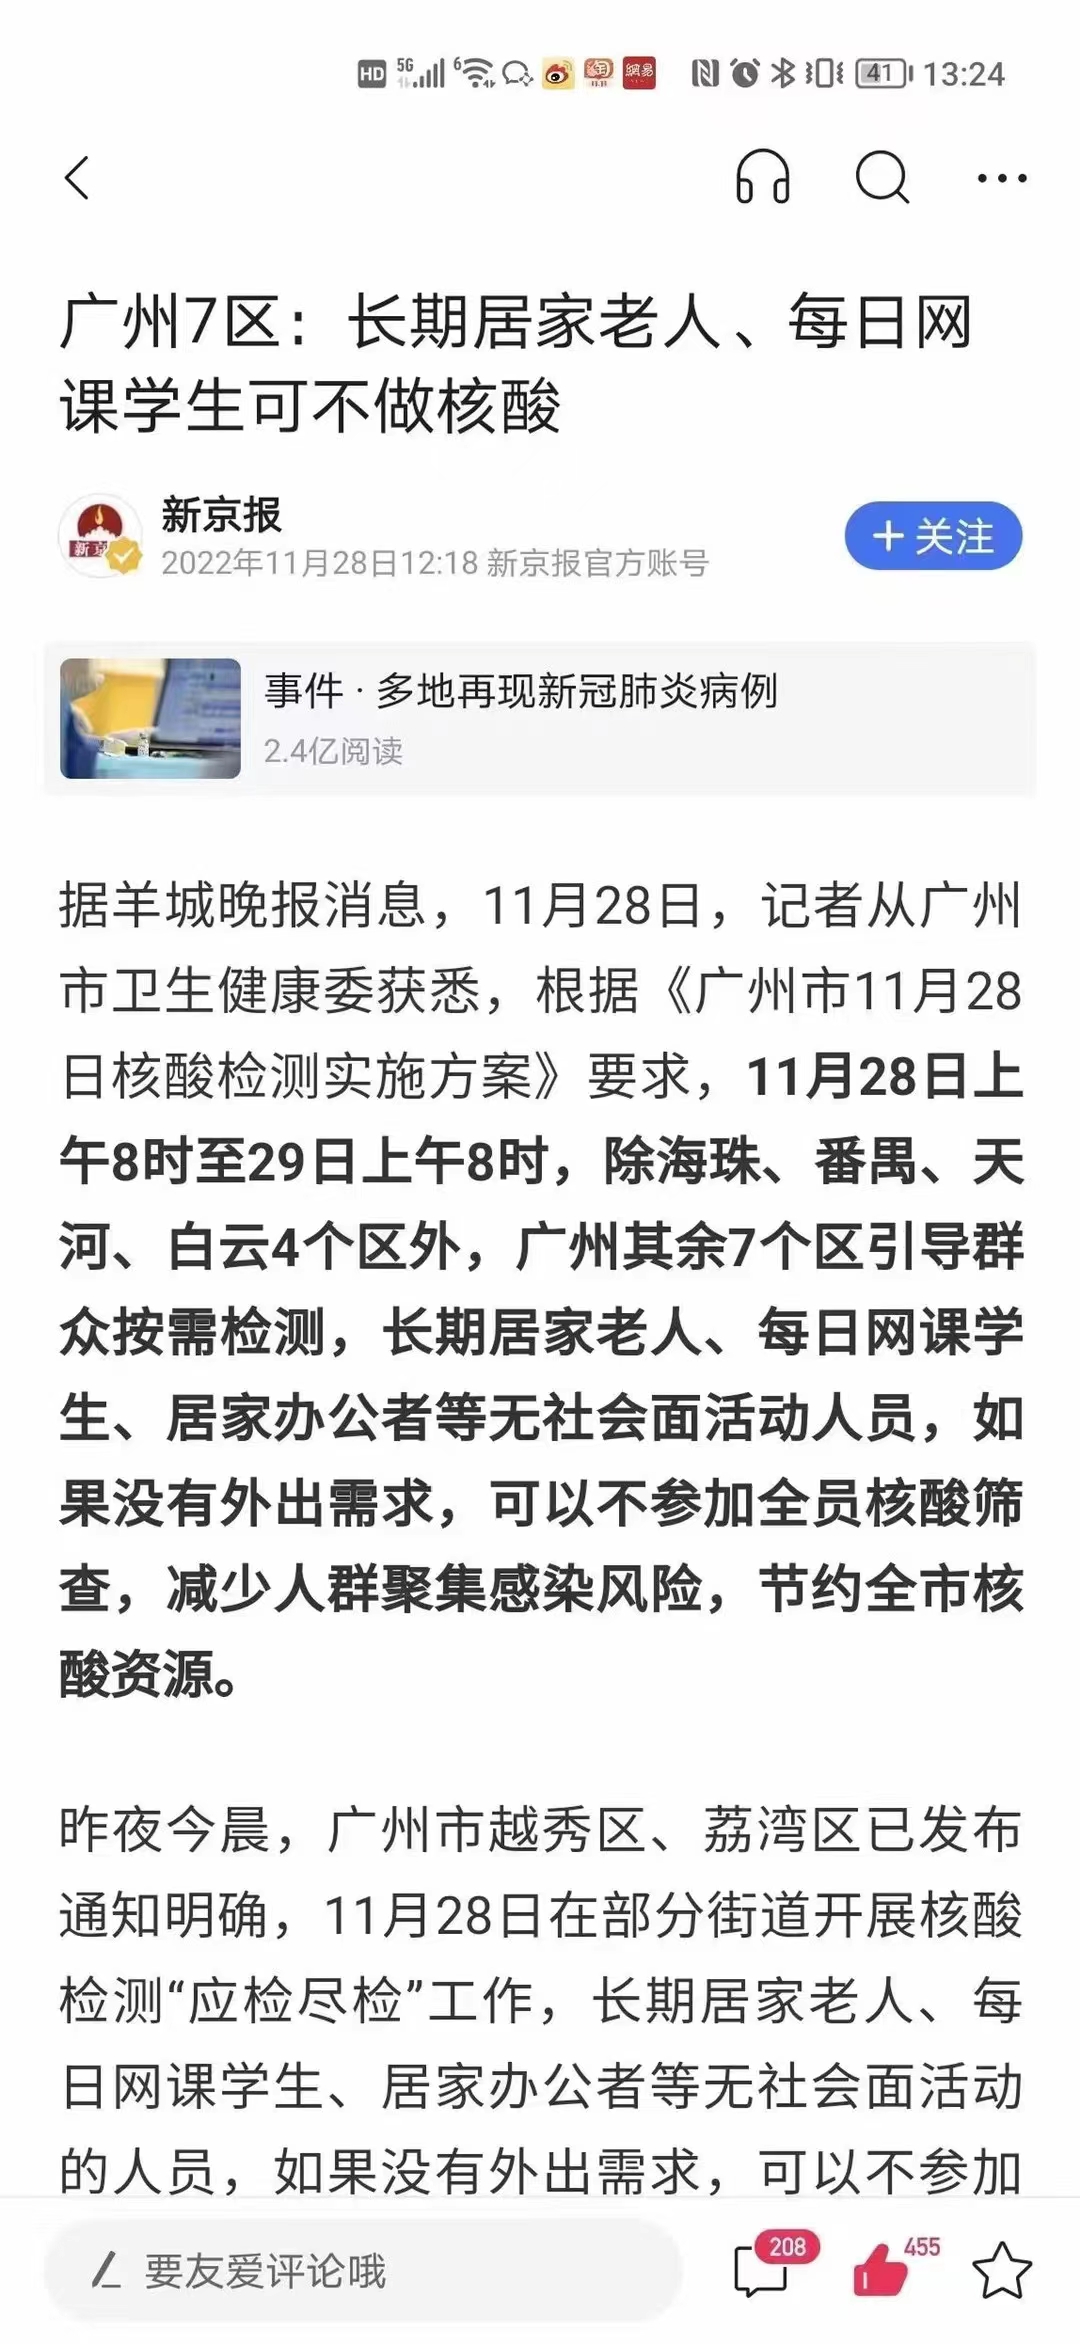 HD 5G 6 淘 網易 41 13:24
广州7区：长期居家老人、每日网
课学生可不做核酸
新京报
2022年11月28日12:18 新京报官方账号
+ 关注
事件 · 多地再现新冠肺炎病例
2.4亿阅读
据羊城晚报消息，11月28日，记者从广州
市卫生健康委获悉，根据《广州市11月28
日核酸检测实施方案》要求，11月28日上
午8时至29日上午8时，除海珠、番禺、天
河、白云4个区外，广州其余7个区引导群
众按需检测，长期居家老人、每日网课学
生、居家办公者等无社会面活动人员，如
果没有外出需求，可以不参加全员核酸筛
查，减少人群聚集感染风险，节约全市核
酸资源。
昨夜今晨，广州市越秀区、荔湾区已发布
通知明确，11月28日在部分街道开展核酸
检测“应检尽检”工作，长期居家老人、每
日网课学生、居家办公者等无社会面活动
的人员，如果没有外出需求，可以不参加
要友爱评论哦
208
455